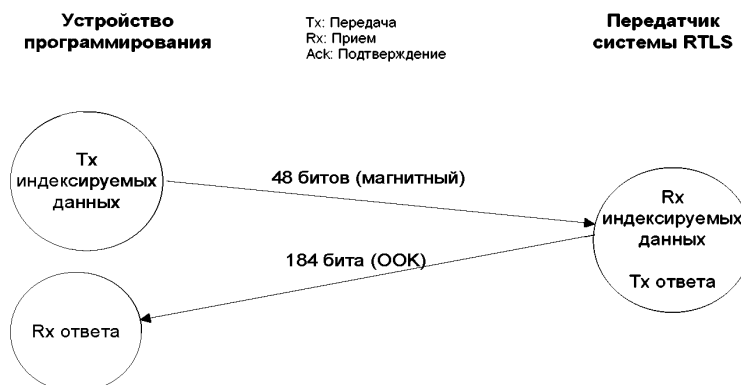 Устройство
программирования
Tx: Передача
Rx: Прием
Ack: Подтверждение
Передатчик
системы RTLS
Tx
индексируемых
данных
48 битов (магнитный)
Rx
индексируемых
данных
Tx ответа
184 бита (OOK)
Rx ответа